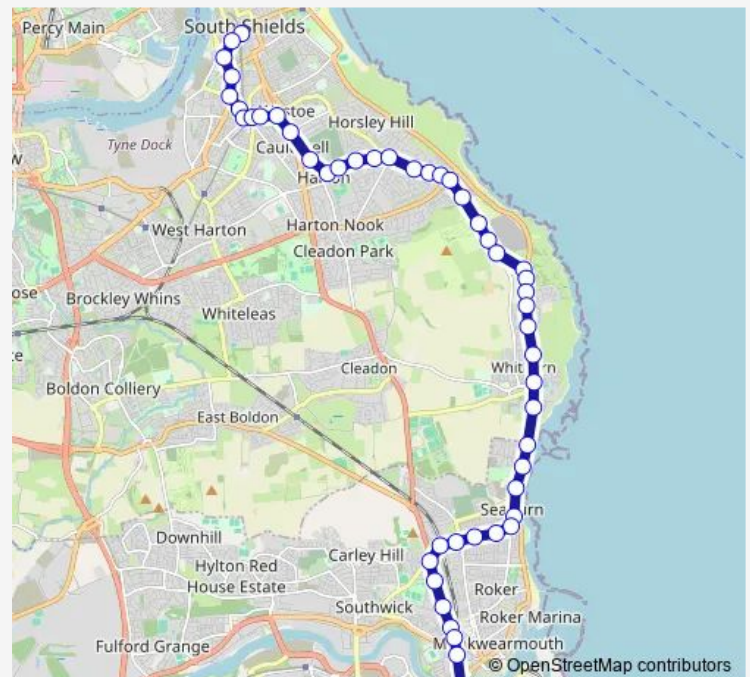 Percy Main
South Shields
Westoe
Horsley Hill
Tyne Dock
Harton
West Harton
Harton Nook
Cleadon Park
Brockley Whins
Whiteleas
Cleadon
Boldon Colliery
East Boldon
Downhill
Carley Hill
Hylton Red
House Estate
Roker
Southwick
Roker Marina
Fulford Grange
© OpenStreetMap contributors